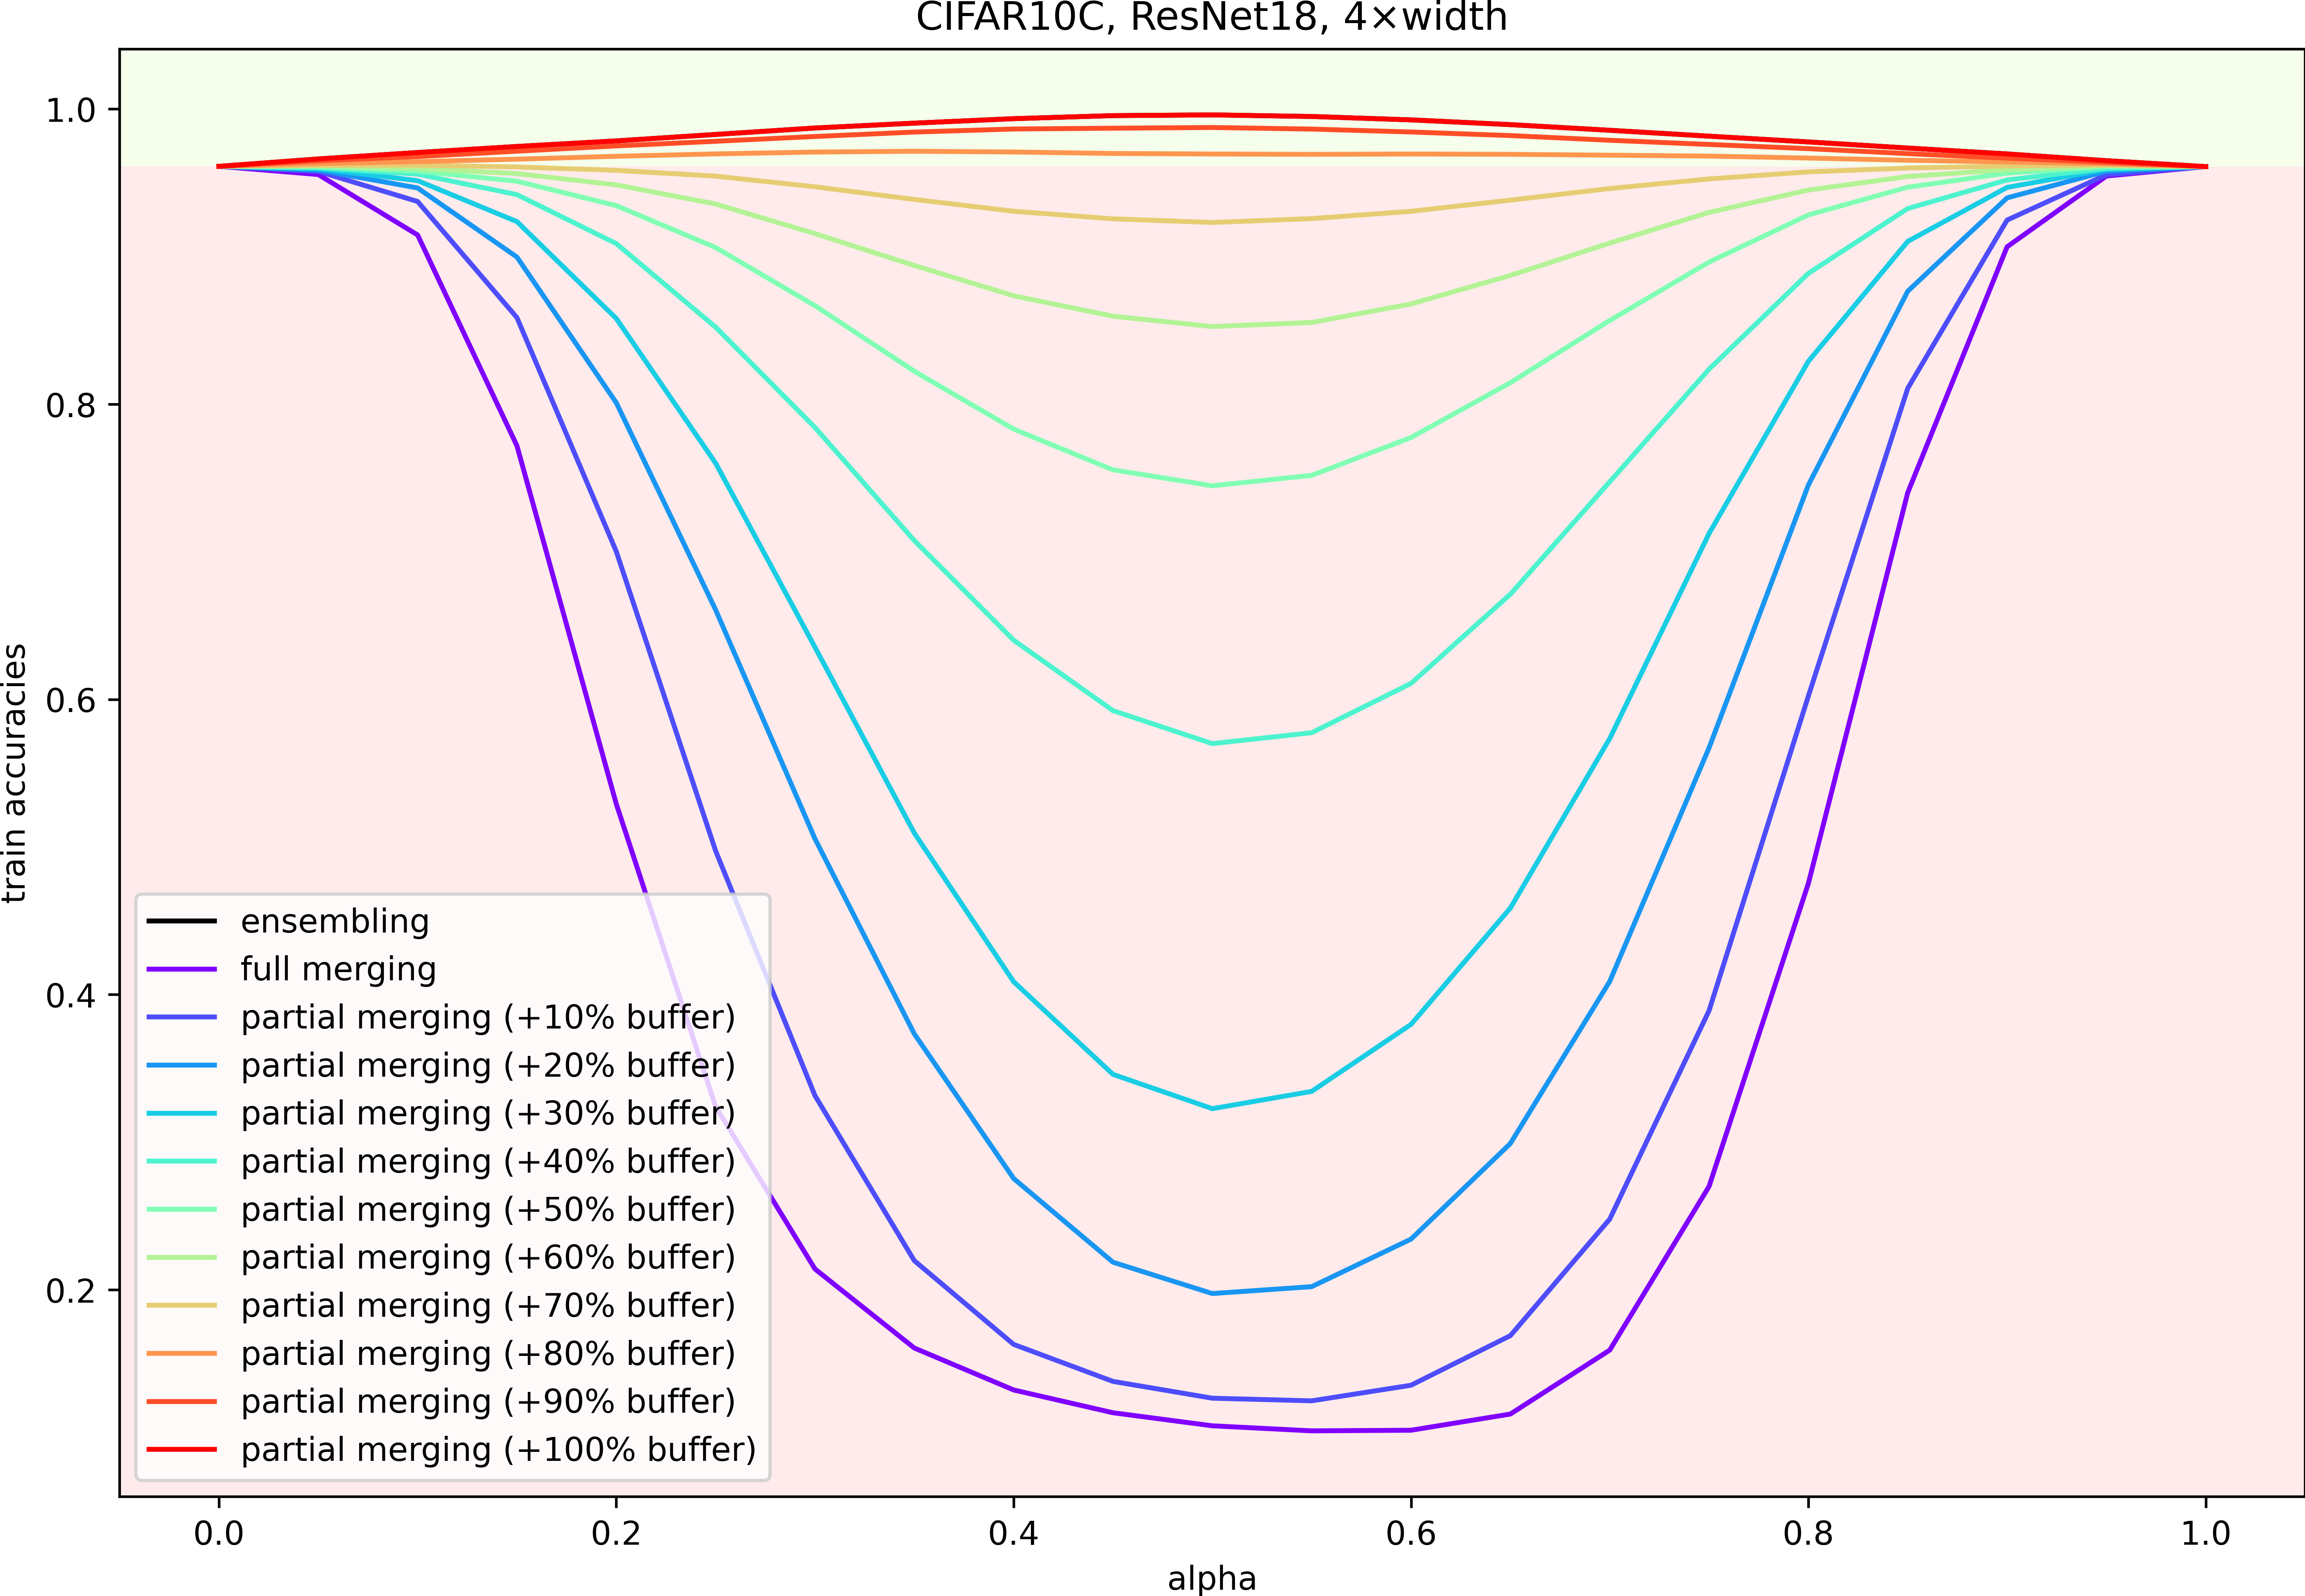 CIFAR10C, ResNet18, 4×width
1.0
0.8
0.6
0.4
0.2
train accuracies
ensembling
full merging
partial merging (+10% buffer)
partial merging (+20% buffer)
partial merging (+30% buffer)
partial merging (+40% buffer)
partial merging (+50% buffer)
partial merging (+60% buffer)
partial merging (+70% buffer)
partial merging (+80% buffer)
partial merging (+90% buffer)
partial merging (+100% buffer)
0.0 0.2 0.4 0.6 0.8 1.0
alpha